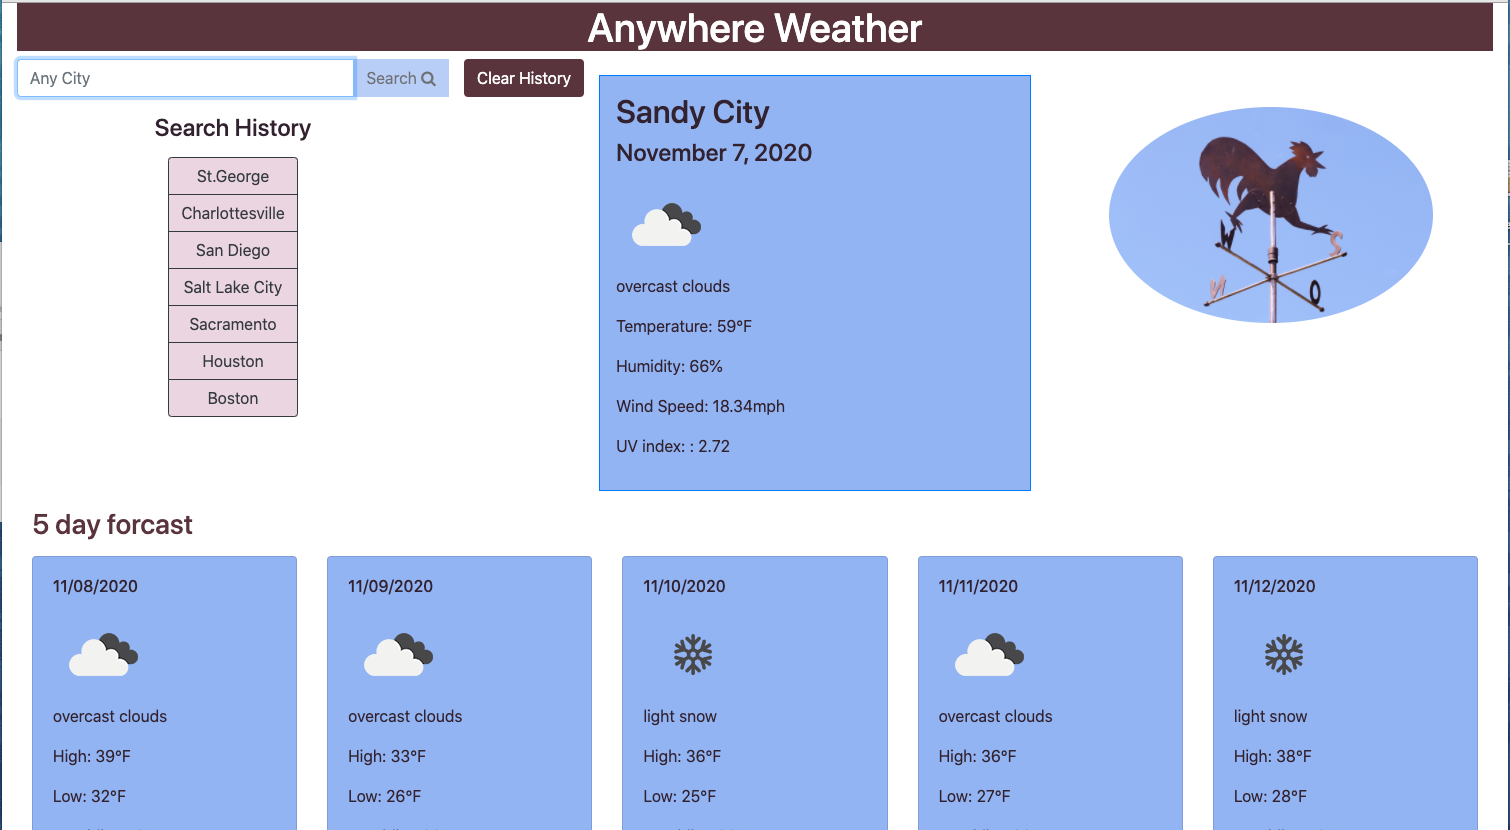 Anywhere Weather
Any City
Search
Clear History
Search History
St.George
Charlottesville
San Diego
Salt Lake City
Sacramento
Houston
Boston
Sandy City
November 7, 2020
overcast clouds
Temperature: 59°F
Humidity: 66%
Wind Speed: 18.34mph
UV index: : 2.72
W
S
N
O
5 day forcast
11/08/2020
overcast clouds
High: 39°F
Low: 32°F
11/09/2020
overcast clouds
High: 33°F
Low: 26°F
11/10/2020
light snow
High: 36°F
Low: 25°F
11/11/2020
overcast clouds
High: 36°F
Low: 27°F
11/12/2020
light snow
High: 38°F
Low: 28°F